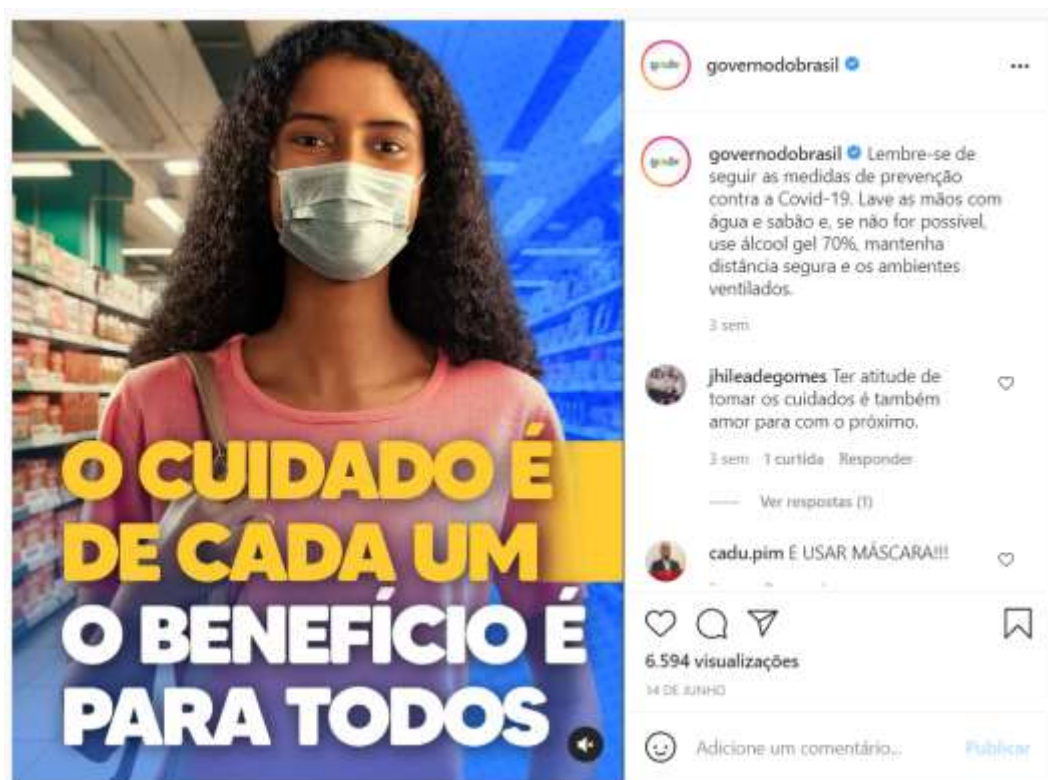 O CUIDADO É
DE CADA UM
O BENEFÍCIO É
PARA TODOS
governodobrasil
governodobrasil Lembre-se de
seguir as medidas de prevenção
contra a Covid-19. Lave as mãos com
água e sabão e, se não for possível,
use álcool gel 70%, mantenha
distância segura e os ambientes
ventilados.
3 sem
jhileadegomes Ter atitude de
tomar os cuidados é também
amor para com o próximo.
3 sem 1 curtida Responder
Ver respostas (1)
cadu.pim E USAR MÁSCARA!!!
6.594 visualizações
14 DE JUNHO
Adicione um comentário... Publicar